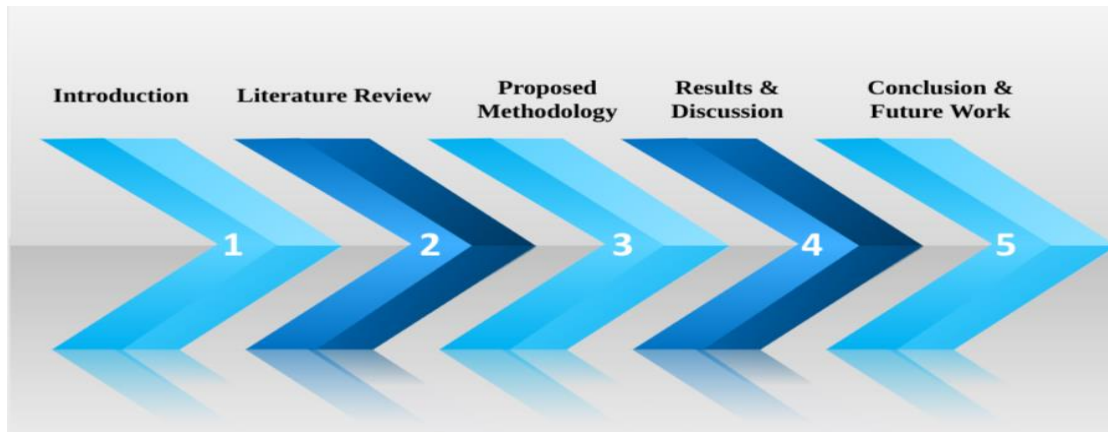 Introduction
Literature Review
Proposed
Methodology
Results &
Discussion
Conclusion &
Future Work
1
2
3
4
5